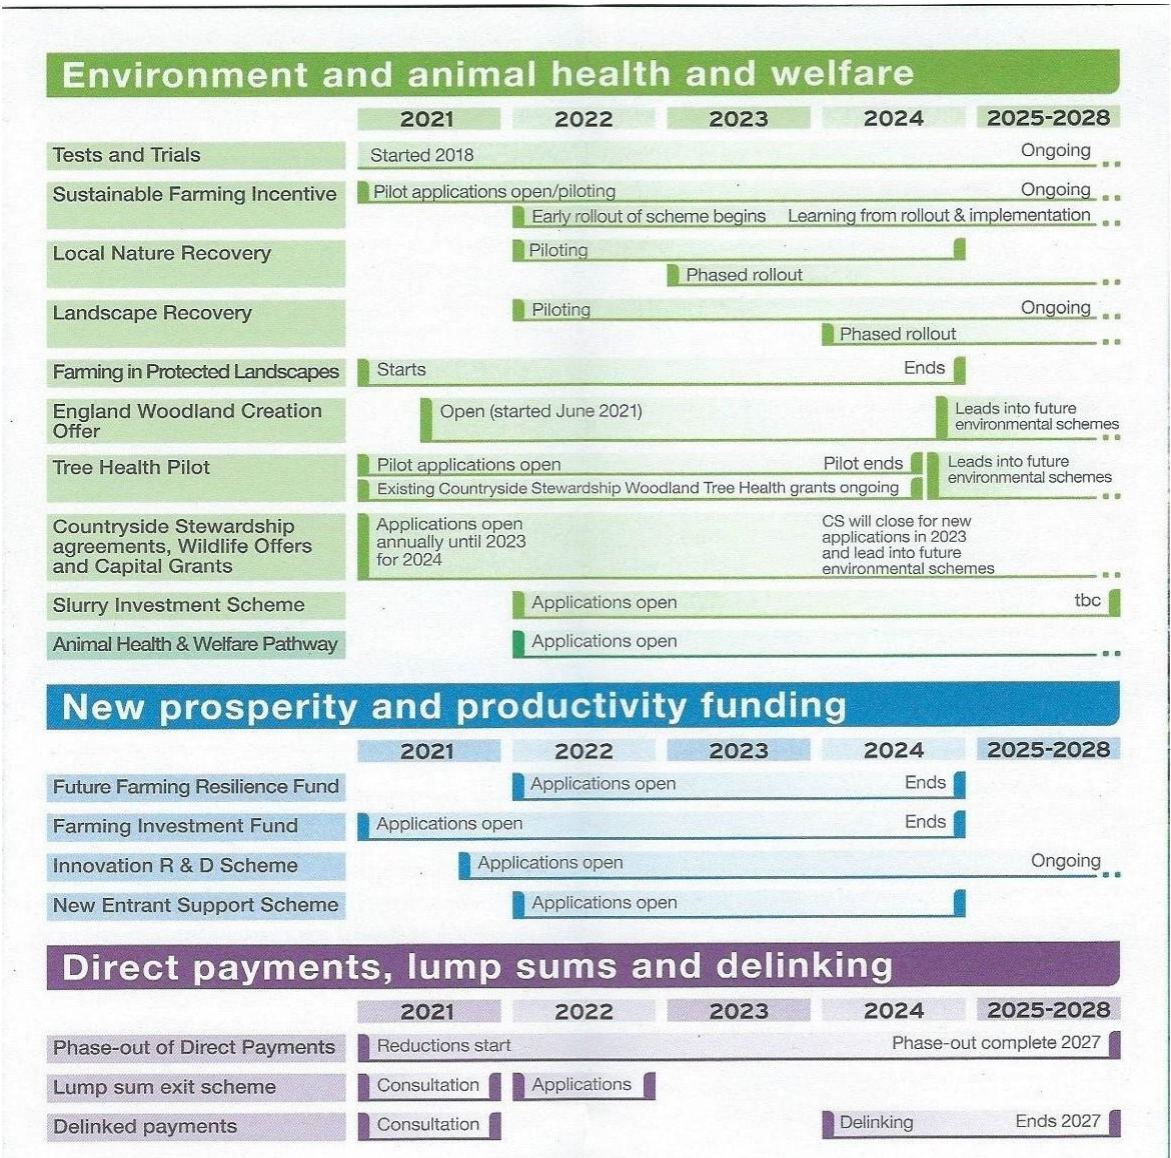 Environment and animal health and welfare
2021 2022 2023 2024 2025-2028
Tests and Trials Started 2018 Ongoing
Sustainable Farming Incentive Pilot applications open/piloting Ongoing
Early rollout of scheme begins Learning from rollout & implementation
Local Nature Recovery Piloting
Phased rollout
Landscape Recovery Piloting Ongoing
Phased rollout
Farming in Protected Landscapes Starts Ends
England Woodland Creation
Offer
Open (started June 2021)
Leads into future
environmental schemes
Tree Health Pilot
Pilot applications open Pilot ends
Existing Countryside Stewardship Woodland Tree Health grants ongoing
Leads into future
environmental schemes
Countryside Stewardship
agreements, Wildlife Offers
and Capital Grants
Applications open
annually until 2023
for 2024
CS will close for new
applications in 2023
and lead into future
environmental schemes
Slurry Investment Scheme Applications open tbc
Animal Health & Welfare Pathway Applications open
New prosperity and productivity funding
2021 2022 2023 2024 2025-2028
Future Farming Resilience Fund Applications open Ends
Farming Investment Fund Applications open Ends
Innovation R & D Scheme Applications open Ongoing
New Entrant Support Scheme Applications open
Direct payments, lump sums and delinking
2021 2022 2023 2024 2025-2028
Phase-out of Direct Payments Reductions start Phase-out complete 2027
Lump sum exit scheme Consultation Applications
Delinked payments Consultation Delinking Ends 2027